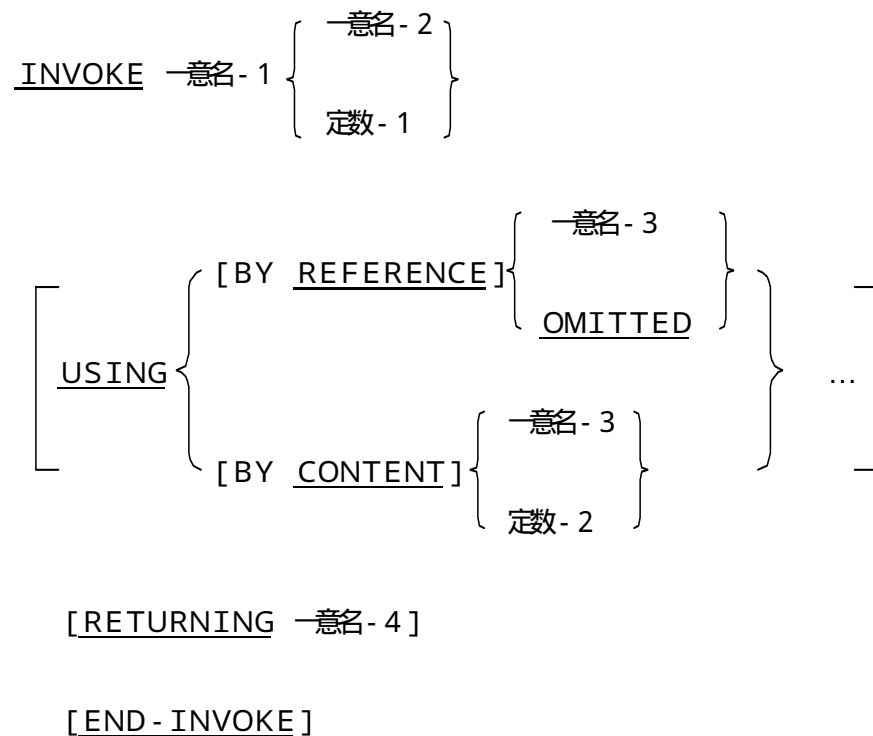 一意名-2
INVOKE 一意名-1
定数-1
一意名-3
[BY REFERENCE]
OMITTED
USING ...
一意名-3
[BY CONTENT]
定数-2
[RETURNING 一意名-4]
[END-INVOKE]